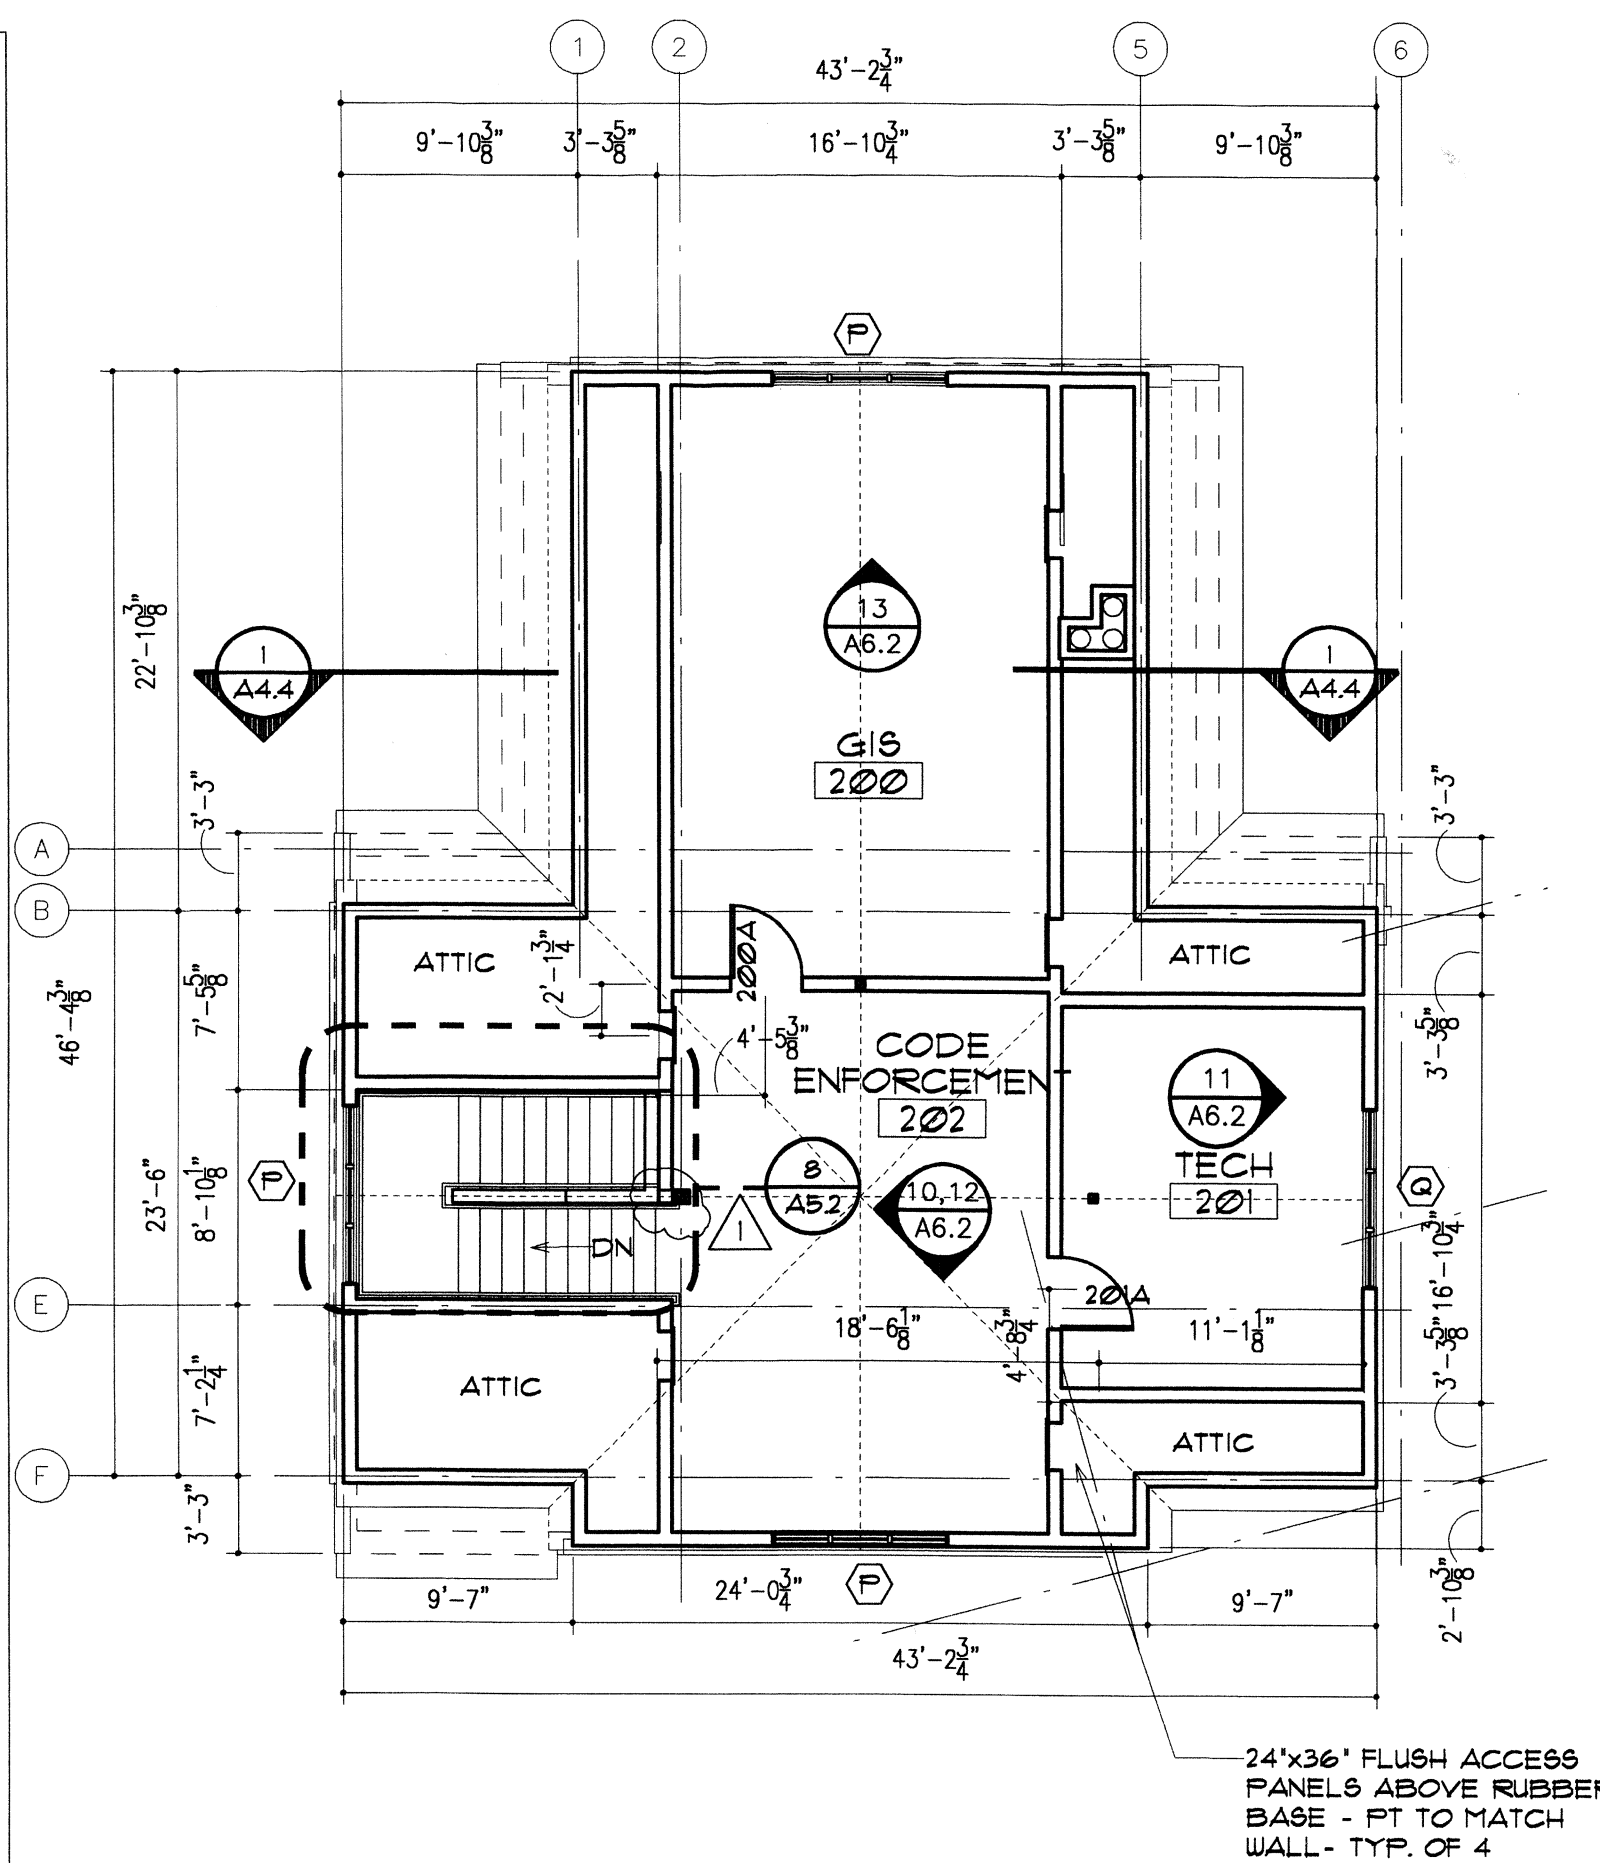 1
2
5
6
43'-2 3/4"
9'-10 3/8"
3'-3 5/8"
16'-10 3/4"
3'-3 5/8"
9'-10 3/8"
P
22'-10 3/8"
13
A6.2
1
A4.4
1
A4.4
GIS
200
3'-3"
3'-3"
A
B
ATTIC
2'-1 3/4"
200A
ATTIC
46'-4 3/8"
7'-5 5/8"
3'-3 5/8"
4'-5 3/8"
CODE
ENFORCEMENT
202
11
A6.2
TECH
201
P
23'-6"
8'-10 1/8"
8
A5.2
10,12
A6.2
1
DN
Q
16'-10 3/4"
E
201A
18'-6 1/8"
4'-8 3/4"
11'-1 1/8"
3'-3 5/8"
7'-2 1/4"
ATTIC
ATTIC
F
3'-3"
9'-7"
24'-0 3/4"
P
9'-7"
2'-10 3/8"
43'-2 3/4"
24"x36" FLUSH ACCESS
PANELS ABOVE RUBBER
BASE - PT TO MATCH
WALL- TYP. OF 4